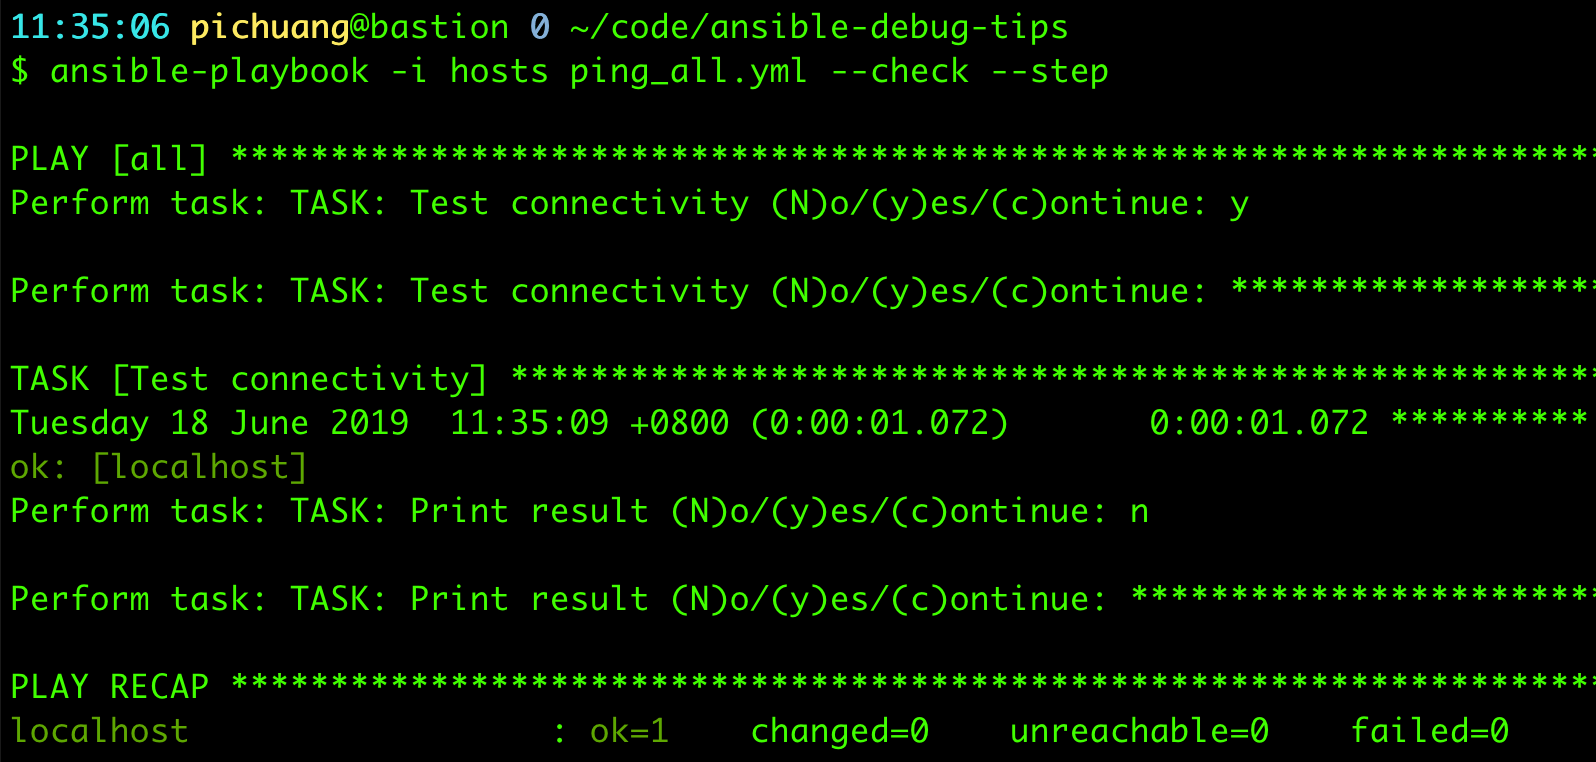 11:35:06 pichuang@bastion 0 ~/code/ansible-debug-tips
$ ansible-playbook -i hosts ping_all.yml --check --step
PLAY [all] *********************************************************************
Perform task: TASK: Test connectivity (N)o/(y)es/(c)ontinue: y
Perform task: TASK: Test connectivity (N)o/(y)es/(c)ontinue: *******************
TASK [Test connectivity] *******************************************************
Tuesday 18 June 2019  11:35:09 +0800 (0:00:01.072)       0:00:01.072 **********
ok: [localhost]
Perform task: TASK: Print result (N)o/(y)es/(c)ontinue: n
Perform task: TASK: Print result (N)o/(y)es/(c)ontinue: ************************
PLAY RECAP *********************************************************************
localhost                  : ok=1    changed=0    unreachable=0    failed=0